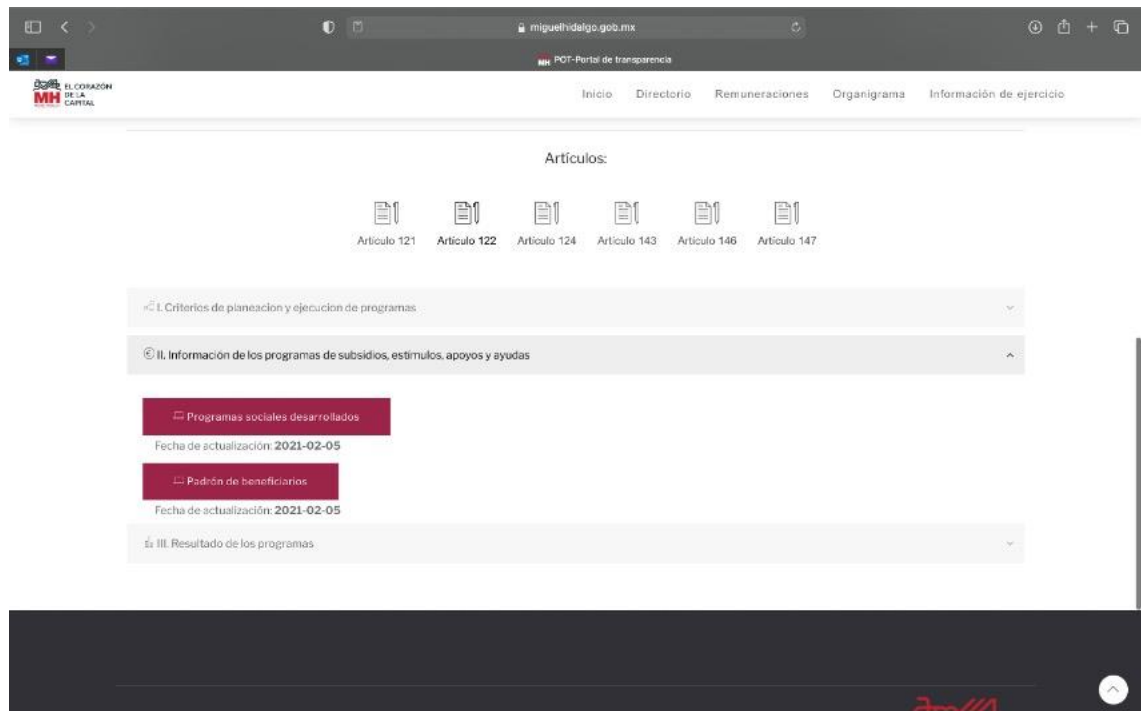 miguelhidalgo.gob.mx
MH POT-Portal de transparencia
MH EL CORAZÓN DE LA CAPITAL
Inicio Directorio Remuneraciones Organigrama Información de ejercicio
Artículos:
Artículo 121 Artículo 122 Artículo 124 Artículo 143 Artículo 146 Artículo 147
I. Criterios de planeacion y ejecucion de programas
II. Información de los programas de subsidios, estímulos, apoyos y ayudas
Programas sociales desarrollados
Fecha de actualización: 2021-02-05
Padrón de beneficiarios
Fecha de actualización: 2021-02-05
III. Resultado de los programas